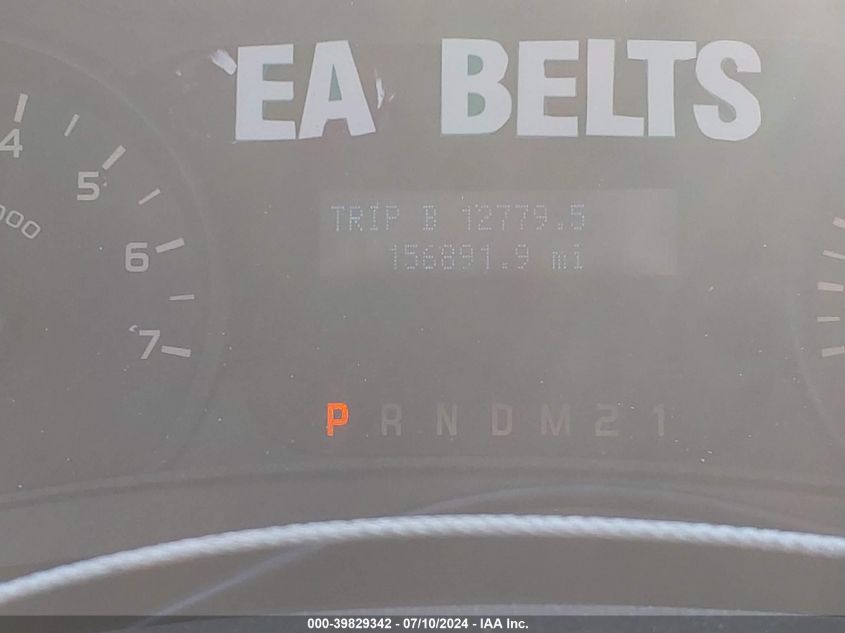 EA BELTS
4
5
000
6
7
TRIP B 12779.5
156891.9 mi
P R N D M 2 1
000-39829342 / 07/10/2024 - IAA Inc.